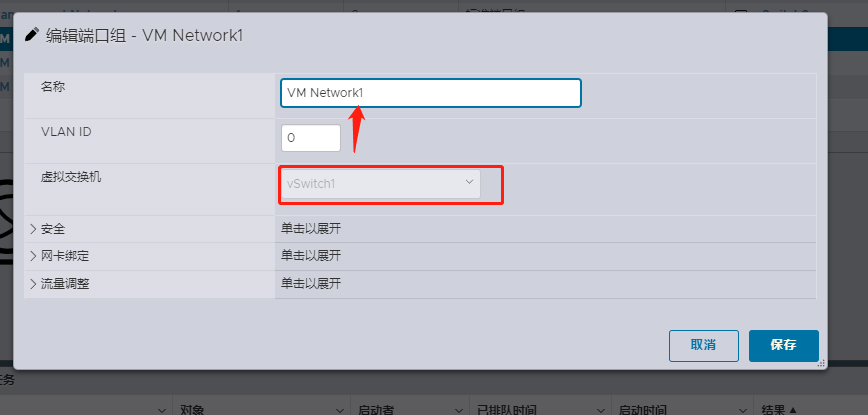 编辑端口组 - VM Network1
名称
VM Network1
VLAN ID
0
虚拟交换机
vSwitch1
安全
单击以展开
网卡绑定
单击以展开
流量调整
单击以展开
取消
保存
对象
启动者
已排队时间
启动时间
结果▲